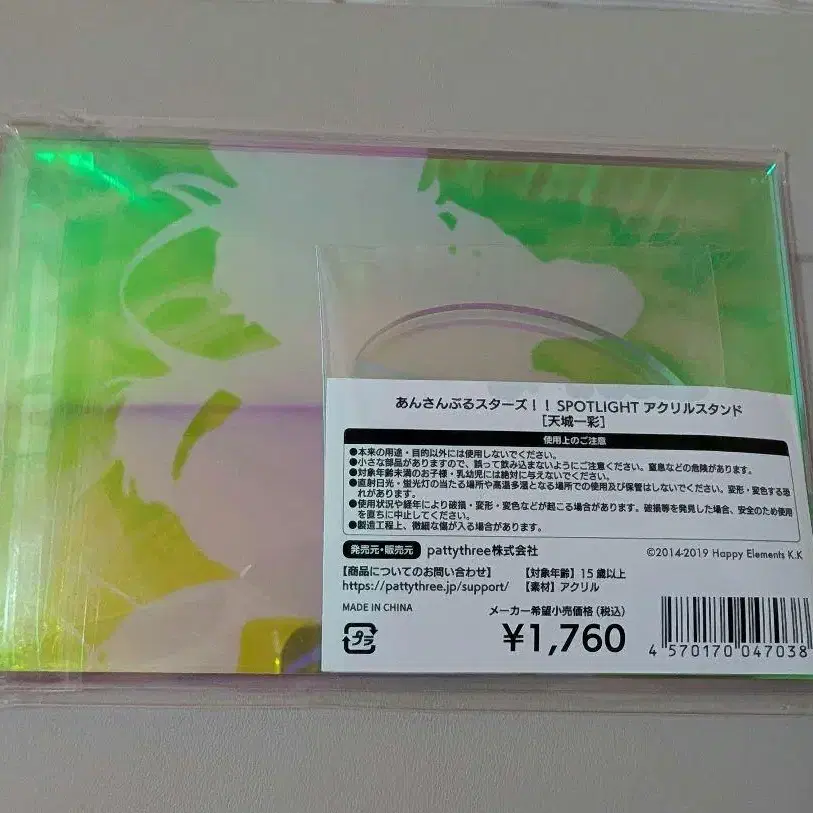 あんさんぶるスターズ！！ SPOTLIGHT アクリルスタンド
[天城一彩]
使用上のご注意
●本来の用途・目的以外には使用しないでください。
●小さな部品がありますので、誤って飲み込まないようにご注意ください。窒息などの危険があります。
●対象年齢未満のお子様・乳幼児には絶対に与えないでください。
●直射日光・蛍光灯の当たる場所や高温多湿となる場所での使用及び保管はしないでください。変形・変色する恐
れがあります。
●使用状況や経年により破損・変形・変色などが起こる場合があります。破損等を発見した場合、安全のため使用
を直ちに中止してください。
●製造工程上、微細な傷が入る場合があります。
発売元・販売元 pattythree株式会社
©2014-2019 Happy Elements K.K
【商品についてのお問い合わせ】 【対象年齢】15歳以上
https://pattythree.jp/support/ 【素材】アクリル
MADE IN CHINA
メーカー希望小売価格（税込）
プラ
¥1,760
4 570170 047038